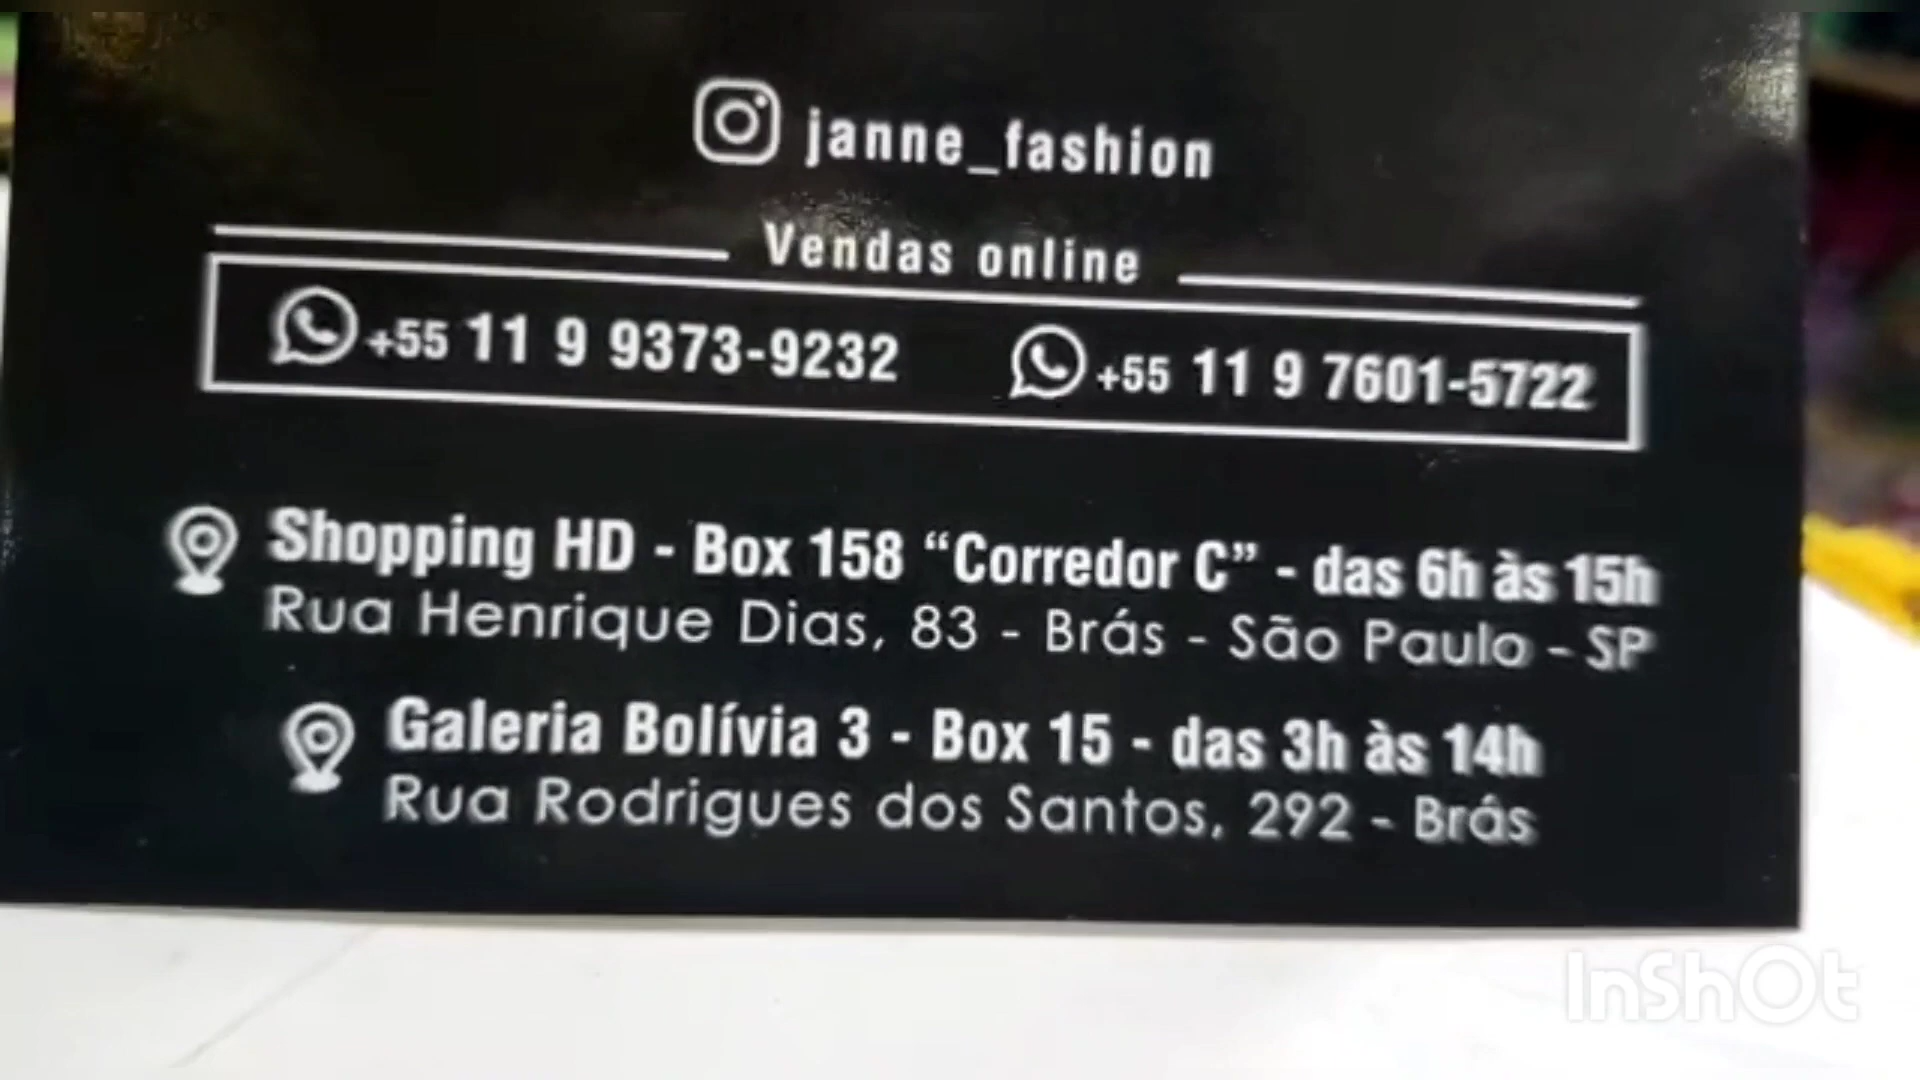 janne_fashion
Vendas online
+55 11 9 9373-9232
+55 11 9 7601-5722
Shopping HD - Box 158 “Corredor C” - das 6h às 15h
Rua Henrique Dias, 83 - Brás - São Paulo - SP
Galeria Bolívia 3 - Box 15 - das 3h às 14h
Rua Rodrigues dos Santos, 292 - Brás
InShOt